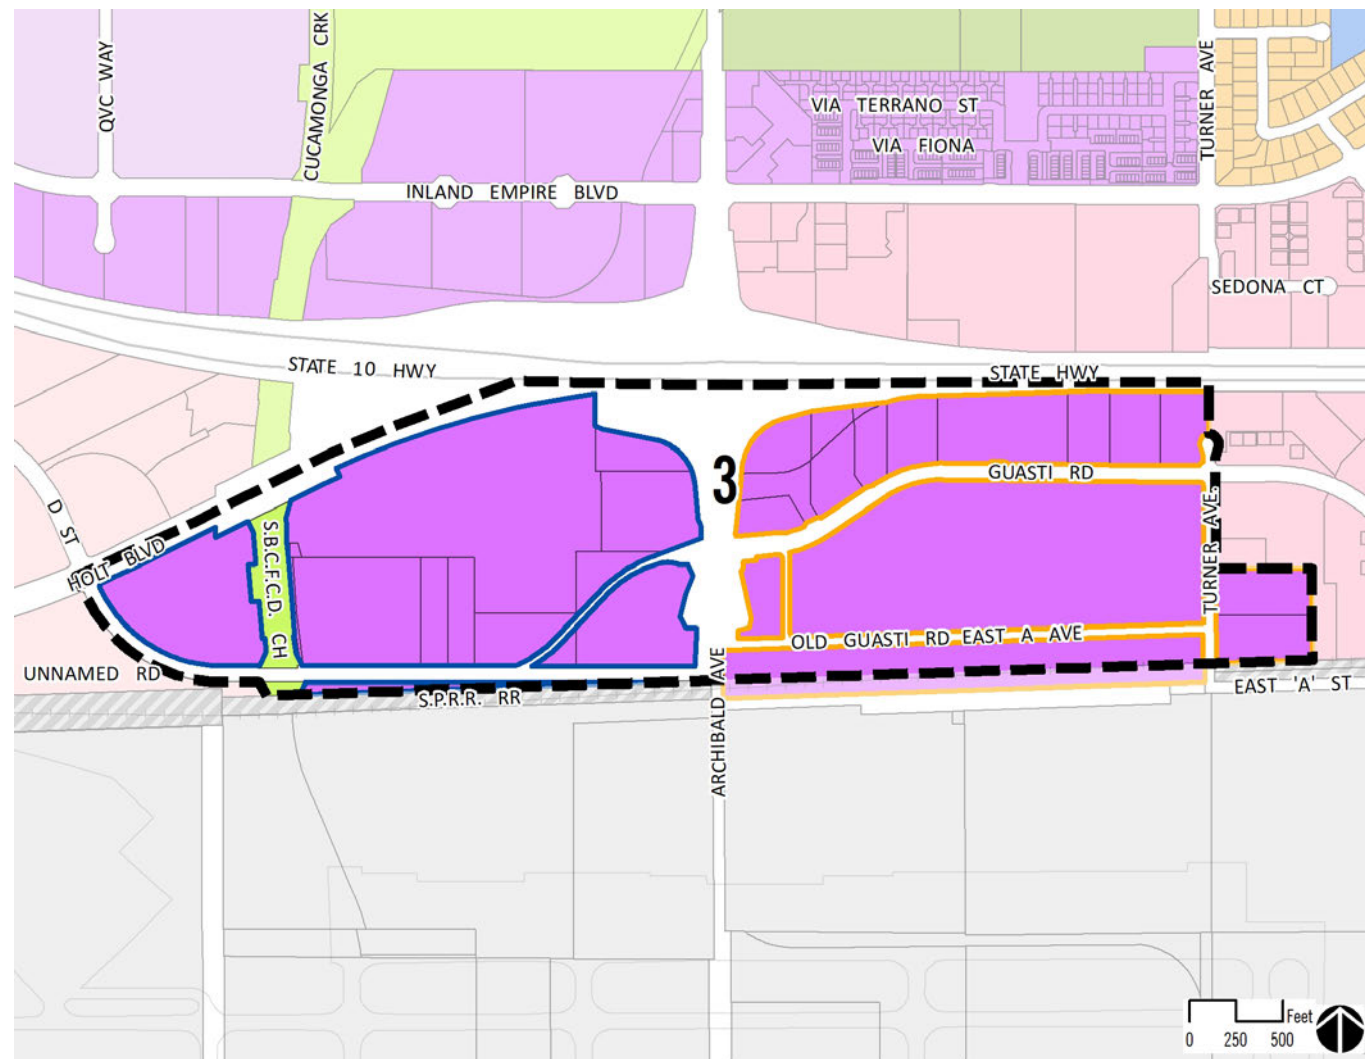 QVC WAY
CUCAMONGA CRK
TURNER AVE
VIA TERRANO ST
VIA FIONA
INLAND EMPIRE BLVD
SEDONA CT
STATE 10 HWY
STATE HWY
3
GUASTI RD
D ST
HOLT BLVD
S.B.C.F.C.D. CH
TURNER AVE.
OLD GUASTI RD EAST A AVE
UNNAMED RD
S.P.R.R. RR
ARCHIBALD AVE
EAST 'A' ST
Feet
0 250 500